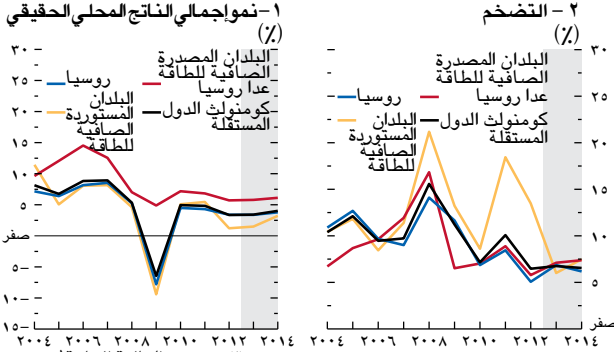 ١- نمو إجمالي الناتج المحلي الحقيقي
(٪)
البلدان المصدرة
الصافية للطاقة
عدا روسيا
روسيا
كومنولث الدول
المستقلة
البلدان
المستوردة
الصافية
للطاقة
٣٠
٢٥
٢٠
١٥
١٠
٥
صفر
٥-
١٠-
١٥-
٢٠٠٤ ٢٠٠٦ ٢٠٠٨ ٢٠١٠ ٢٠١٢ ٢٠١٤
٢ - التضخم
(٪)
البلدان المصدرة
الصافية للطاقة
عدا روسيا
روسيا
كومنولث الدول
المستقلة
البلدان
المستوردة
الصافية
للطاقة
٣٠
٢٥
٢٠
١٥
١٠
٥
صفر
٢٠٠٤ ٢٠٠٦ ٢٠٠٨ ٢٠١٠ ٢٠١٢ ٢٠١٤